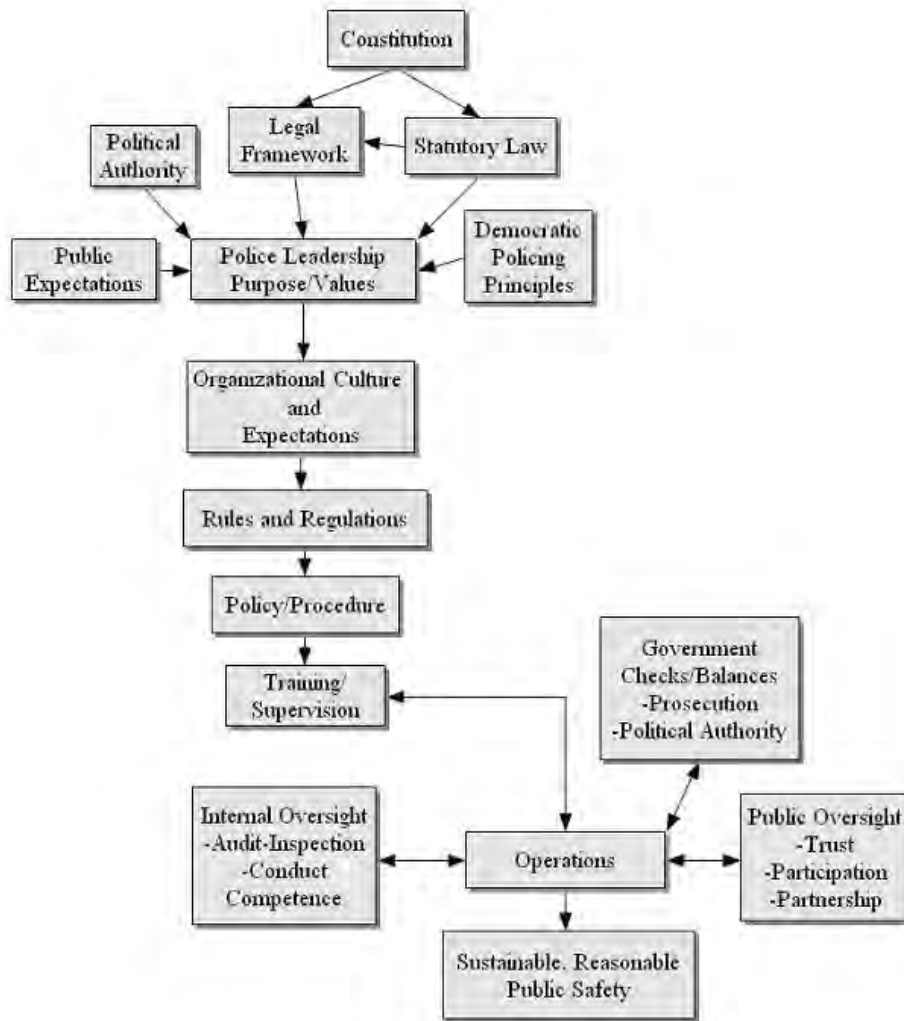 Constitution
Legal
Framework
Statutory Law
Political
Authority
Public
Expectations
Police Leadership
Purpose/Values
Democratic
Policing
Principles
Organizational Culture
and
Expectations
Rules and Regulations
Policy/Procedure
Training/
Supervision
Government
Checks/Balances
-Prosecution
-Political Authority
Internal Oversight
-Audit-Inspection
-Conduct
Competence
Operations
Public Oversight
-Trust
-Participation
-Partnership
Sustainable, Reasonable
Public Safety